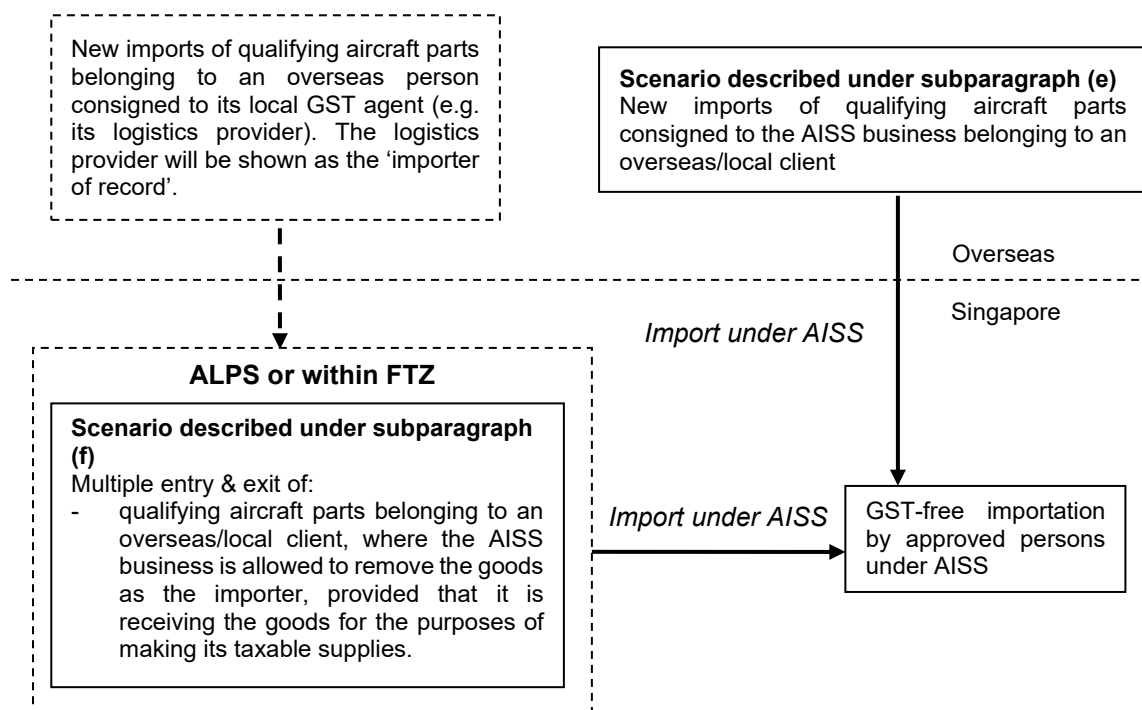 New imports of qualifying aircraft parts
belonging to an overseas person
consigned to its local GST agent (e.g.
its logistics provider). The logistics
provider will be shown as the ‘importer
of record’.
Scenario described under subparagraph (e)
New imports of qualifying aircraft parts
consigned to the AISS business belonging to an
overseas/local client
Overseas
Singapore
Import under AISS
ALPS or within FTZ
Scenario described under subparagraph
(f)
Multiple entry & exit of:
- qualifying aircraft parts belonging to an
overseas/local client, where the AISS
business is allowed to remove the goods
as the importer, provided that it is
receiving the goods for the purposes of
making its taxable supplies.
Import under AISS
GST-free importation
by approved persons
under AISS